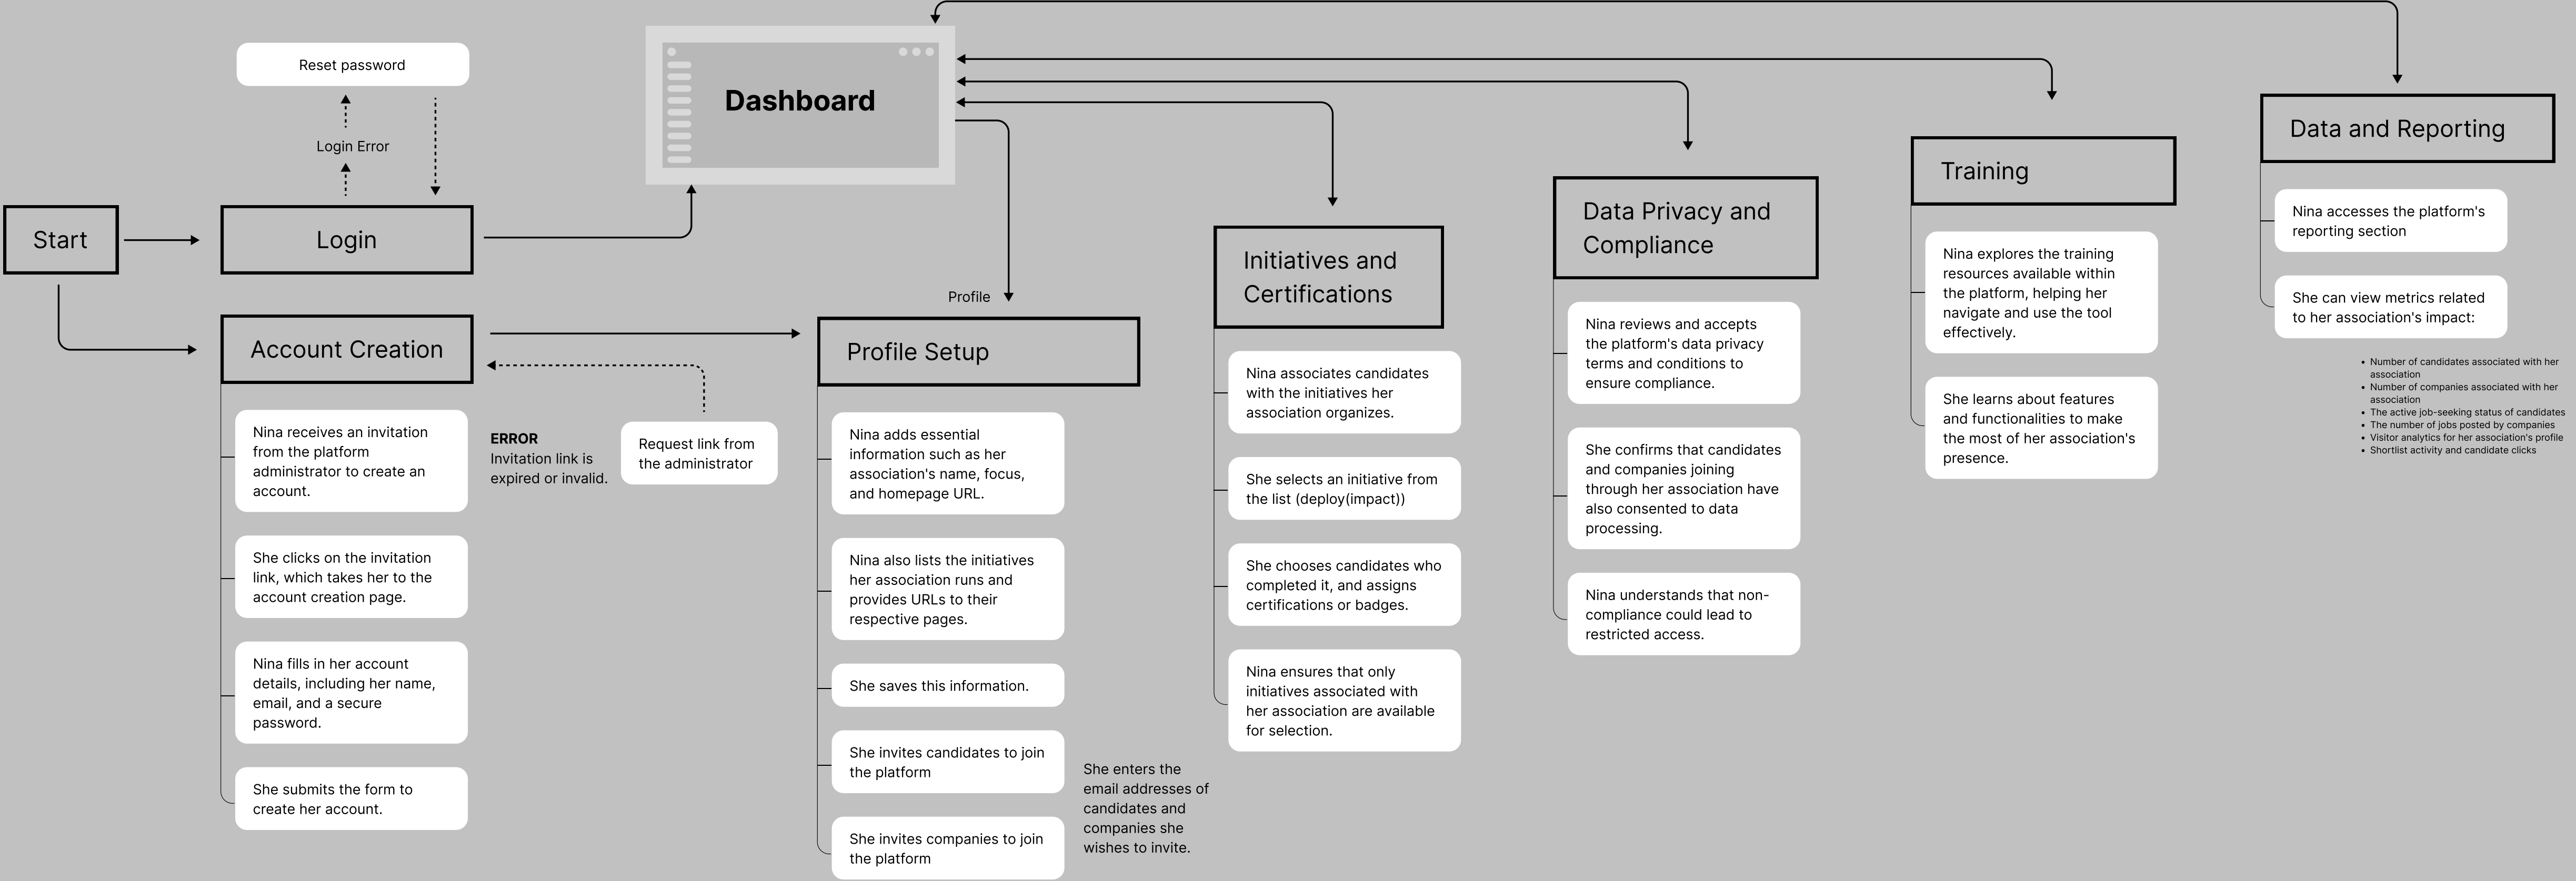 Reset password
Login Error
Start
Login
Dashboard
Account Creation
Nina receives an invitation
from the platform
administrator to create an
account.
She clicks on the invitation
link, which takes her to the
account creation page.
Nina fills in her account
details, including her name,
email, and a secure
password.
She submits the form to
create her account.
ERROR
Invitation link is
expired or invalid.
Request link from
the administrator
Profile
Profile Setup
Nina adds essential
information such as her
association's name, focus,
and homepage URL.
Nina also lists the initiatives
her association runs and
provides URLs to their
respective pages.
She saves this information.
She invites candidates to join
the platform
She invites companies to join
the platform
She enters the
email addresses of
candidates and
companies she
wishes to invite.
Initiatives and
Certifications
Nina associates candidates
with the initiatives her
association organizes.
She selects an initiative from
the list (deploy(impact))
She chooses candidates who
completed it, and assigns
certifications or badges.
Nina ensures that only
initiatives associated with
her association are available
for selection.
Data Privacy and
Compliance
Nina reviews and accepts
the platform's data privacy
terms and conditions to
ensure compliance.
She confirms that candidates
and companies joining
through her association have
also consented to data
processing.
Nina understands that non-
compliance could lead to
restricted access.
Training
Nina explores the training
resources available within
the platform, helping her
navigate and use the tool
effectively.
She learns about features
and functionalities to make
the most of her association's
presence.
Data and Reporting
Nina accesses the platform's
reporting section
She can view metrics related
to her association's impact:
• Number of candidates associated with her
association
• Number of companies associated with her
association
• The active job-seeking status of candidates
• The number of jobs posted by companies
• Visitor analytics for her association's profile
• Shortlist activity and candidate clicks